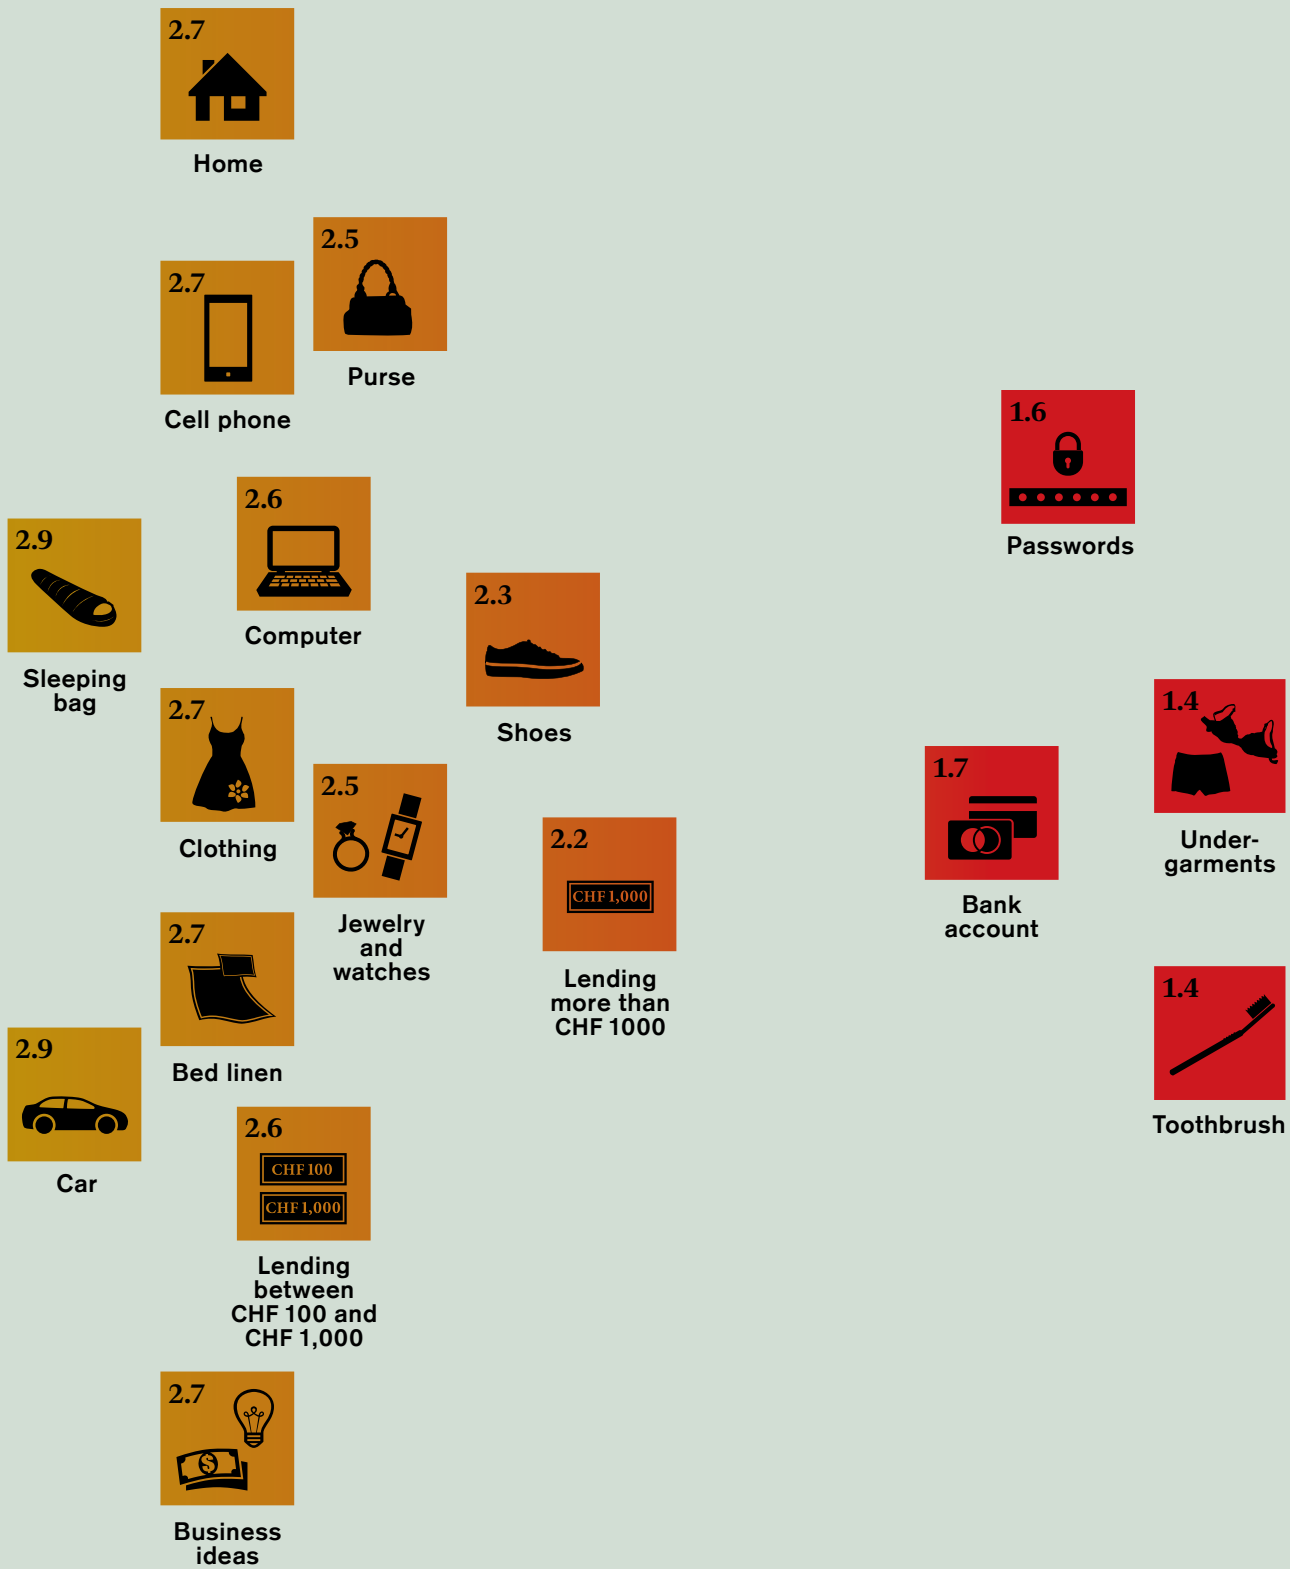 2.7
Home
2.5
Purse
2.7
Cell phone
1.6
Passwords
2.6
Computer
2.9
Sleeping
bag
2.3
Shoes
2.7
Clothing
1.4
Under-
garments
1.7
Bank
account
2.5
Jewelry
and
watches
2.2
CHF 1,000
Lending
more than
CHF 1000
2.7
Bed linen
1.4
Toothbrush
2.9
Car
2.6
CHF 100
CHF 1,000
Lending
between
CHF 100 and
CHF 1,000
2.7
$
Business
ideas